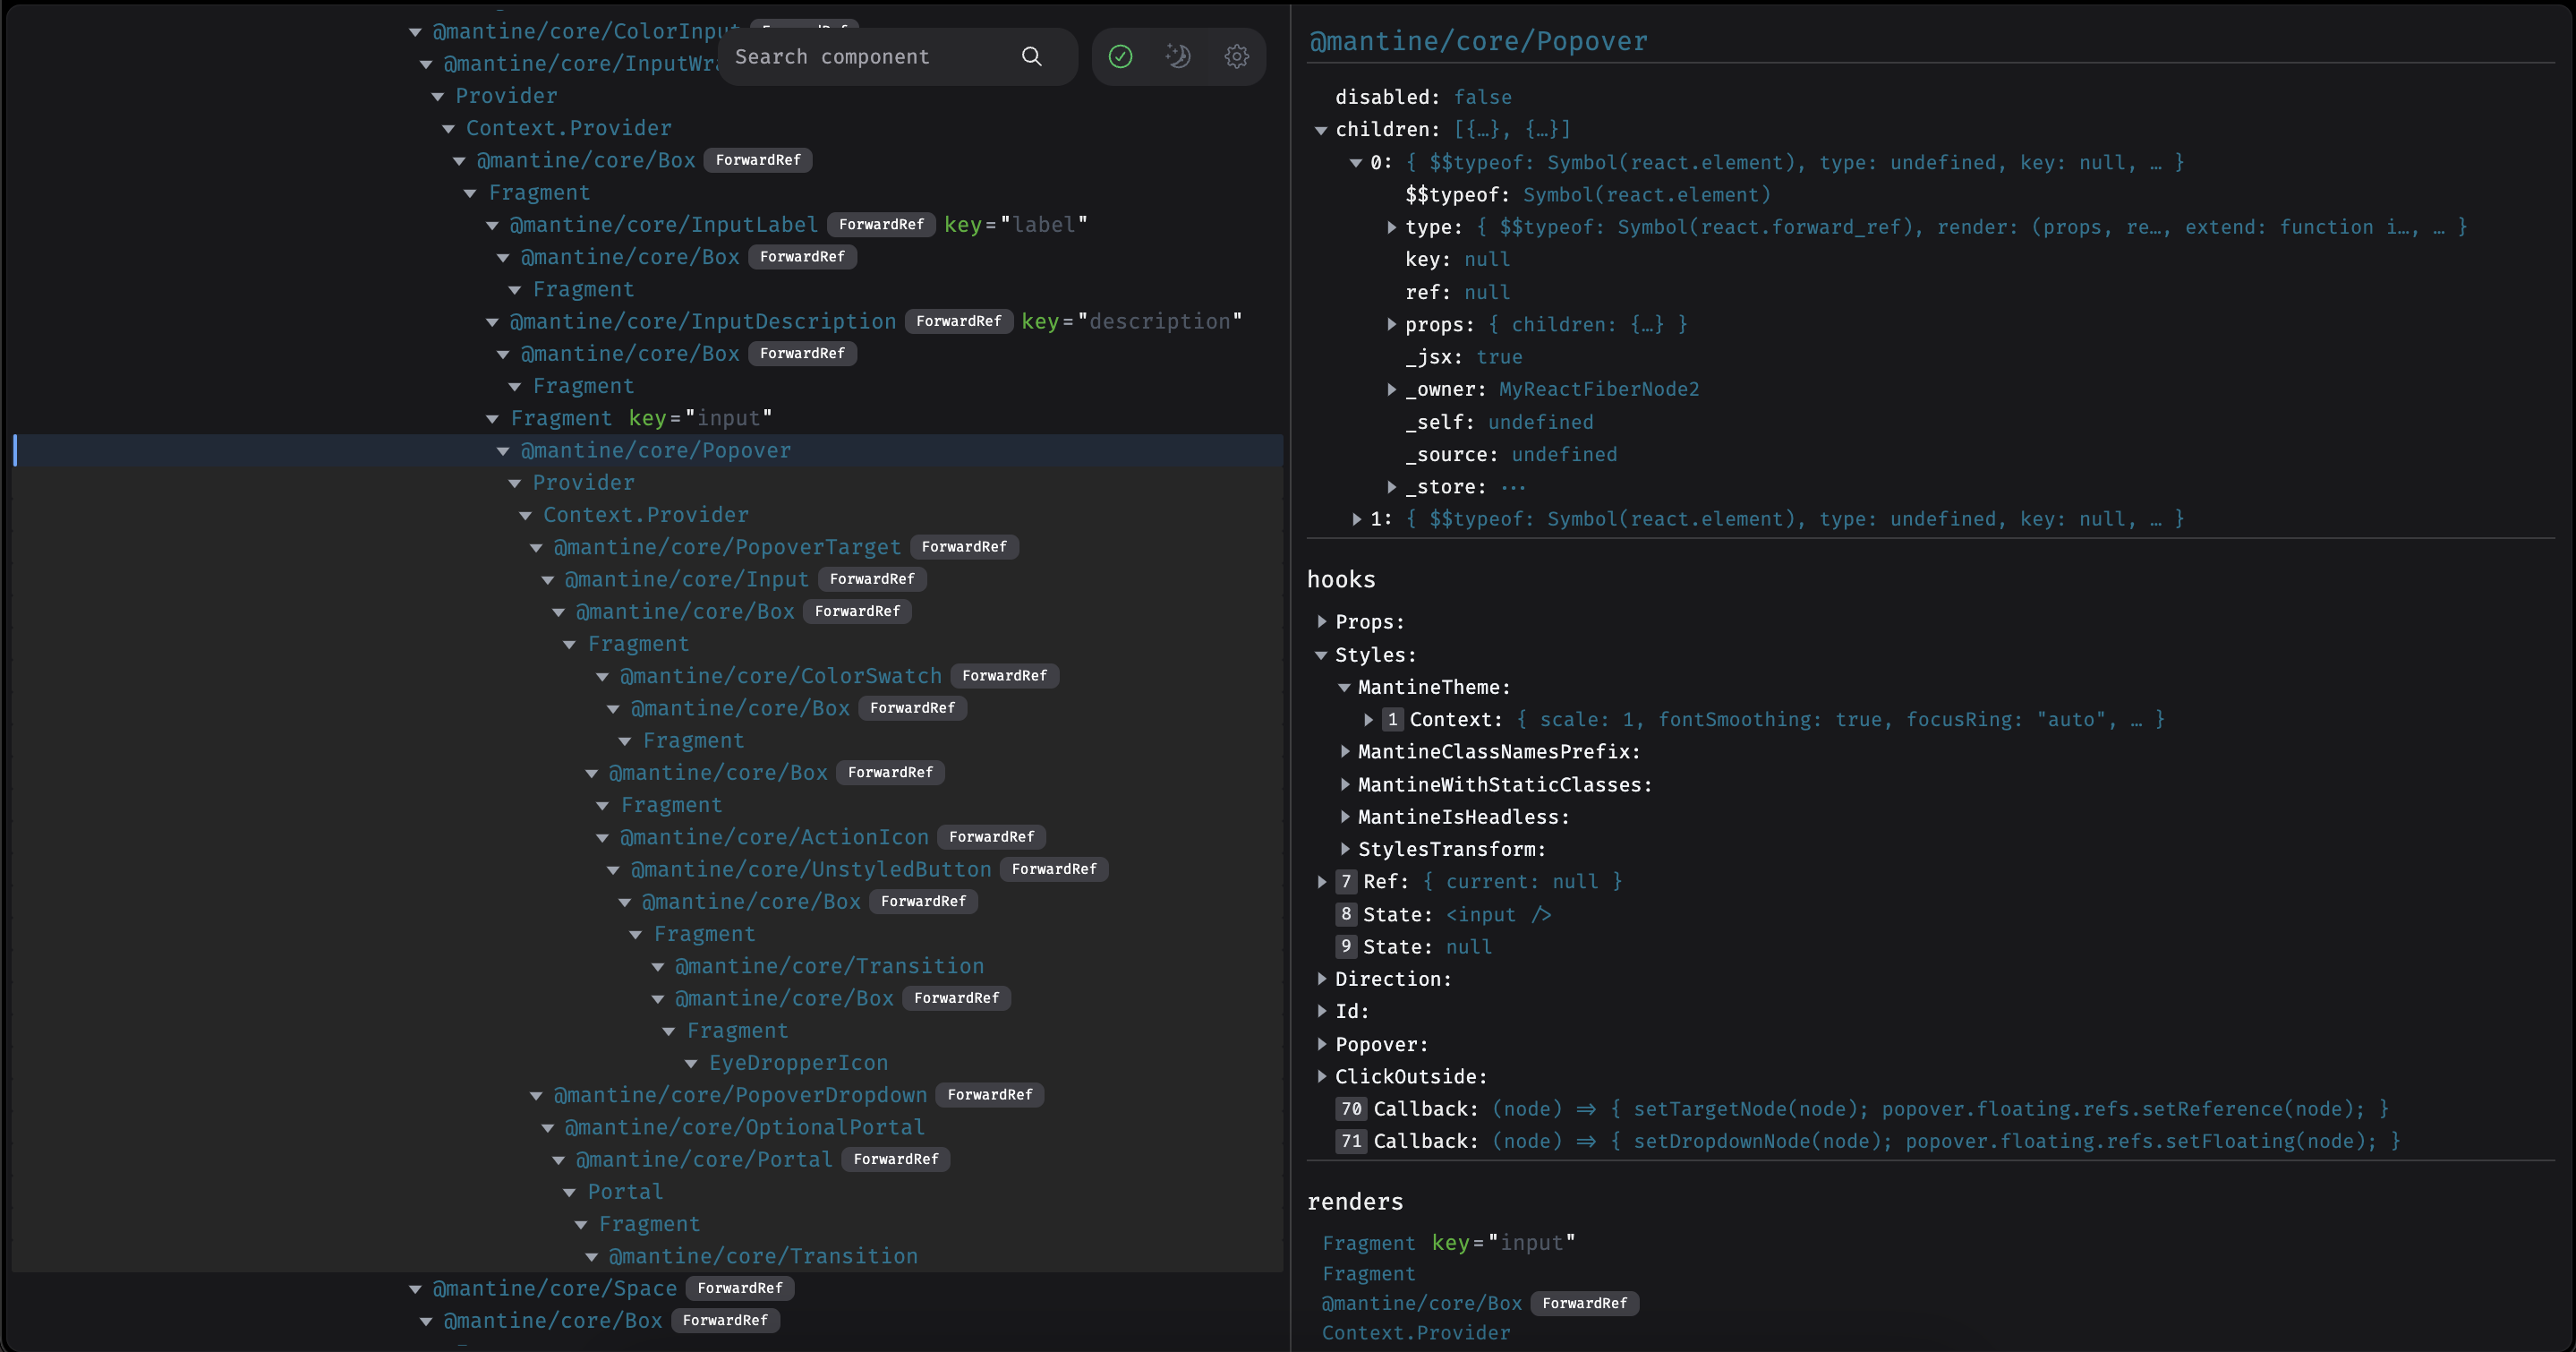 @mantine/core/ColorInput
@mantine/core/InputWra
Search component
Provider
Context.Provider
@mantine/core/Box ForwardRef
Fragment
@mantine/core/InputLabel ForwardRef key="label"
@mantine/core/Box ForwardRef
Fragment
@mantine/core/InputDescription ForwardRef key="description"
@mantine/core/Box ForwardRef
Fragment
Fragment key="input"
@mantine/core/Popover
Provider
Context.Provider
@mantine/core/PopoverTarget ForwardRef
@mantine/core/Input ForwardRef
@mantine/core/Box ForwardRef
Fragment
@mantine/core/ColorSwatch ForwardRef
@mantine/core/Box ForwardRef
Fragment
@mantine/core/Box ForwardRef
Fragment
@mantine/core/ActionIcon ForwardRef
@mantine/core/UnstyledButton ForwardRef
@mantine/core/Box ForwardRef
Fragment
@mantine/core/Transition
@mantine/core/Box ForwardRef
Fragment
EyeDropperIcon
@mantine/core/PopoverDropdown ForwardRef
@mantine/core/OptionalPortal
@mantine/core/Portal ForwardRef
Portal
Fragment
@mantine/core/Transition
@mantine/core/Space ForwardRef
@mantine/core/Box ForwardRef
@mantine/core/Popover
disabled: false
children: [{…}, {…}]
0: { $$typeof: Symbol(react.element), type: undefined, key: null, … }
$$typeof: Symbol(react.element)
type: { $$typeof: Symbol(react.forward_ref), render: (props, re…, extend: function i…, … }
key: null
ref: null
props: { children: {…} }
_jsx: true
_owner: MyReactFiberNode2
_self: undefined
_source: undefined
_store: ···
1: { $$typeof: Symbol(react.element), type: undefined, key: null, … }
hooks
Props:
Styles:
MantineTheme:
1 Context: { scale: 1, fontSmoothing: true, focusRing: "auto", … }
MantineClassNamesPrefix:
MantineWithStaticClasses:
MantineIsHeadless:
StylesTransform:
7 Ref: { current: null }
8 State: <input />
9 State: null
Direction:
Id:
Popover:
ClickOutside:
70 Callback: (node) => { setTargetNode(node); popover.floating.refs.setReference(node); }
71 Callback: (node) => { setDropdownNode(node); popover.floating.refs.setFloating(node); }
renders
Fragment key="input"
Fragment
@mantine/core/Box ForwardRef
Context.Provider